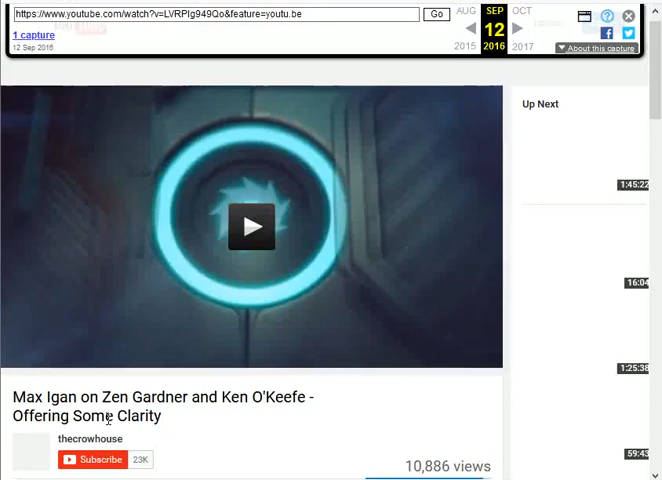 https://www.youtube.com/watch?v=LVRPIg949Qo&feature=youtu.be
Go
AUG SEP OCT
12
2015 2016 2017
1 capture
12 Sep 2016
About this capture
Up Next
1:45:22
16:04
1:25:38
59:43
Max Igan on Zen Gardner and Ken O'Keefe -
Offering Some Clarity
thecrowhouse
Subscribe 23K
10,886 views